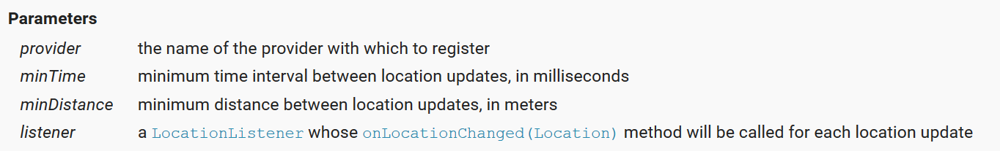 Parameters
provider the name of the provider with which to register
minTime minimum time interval between location updates, in milliseconds
minDistance minimum distance between location updates, in meters
listener a LocationListener whose onLocationChanged(Location) method will be called for each location update